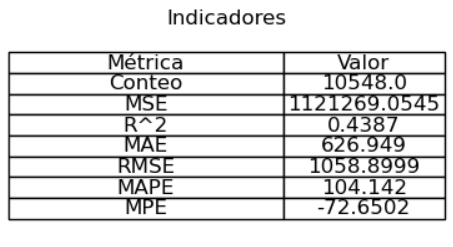 Indicadores
Métrica Valor
Conteo 10548.0
MSE 1121269.0545
R^2 0.4387
MAE 626.949
RMSE 1058.8999
MAPE 104.142
MPE -72.6502